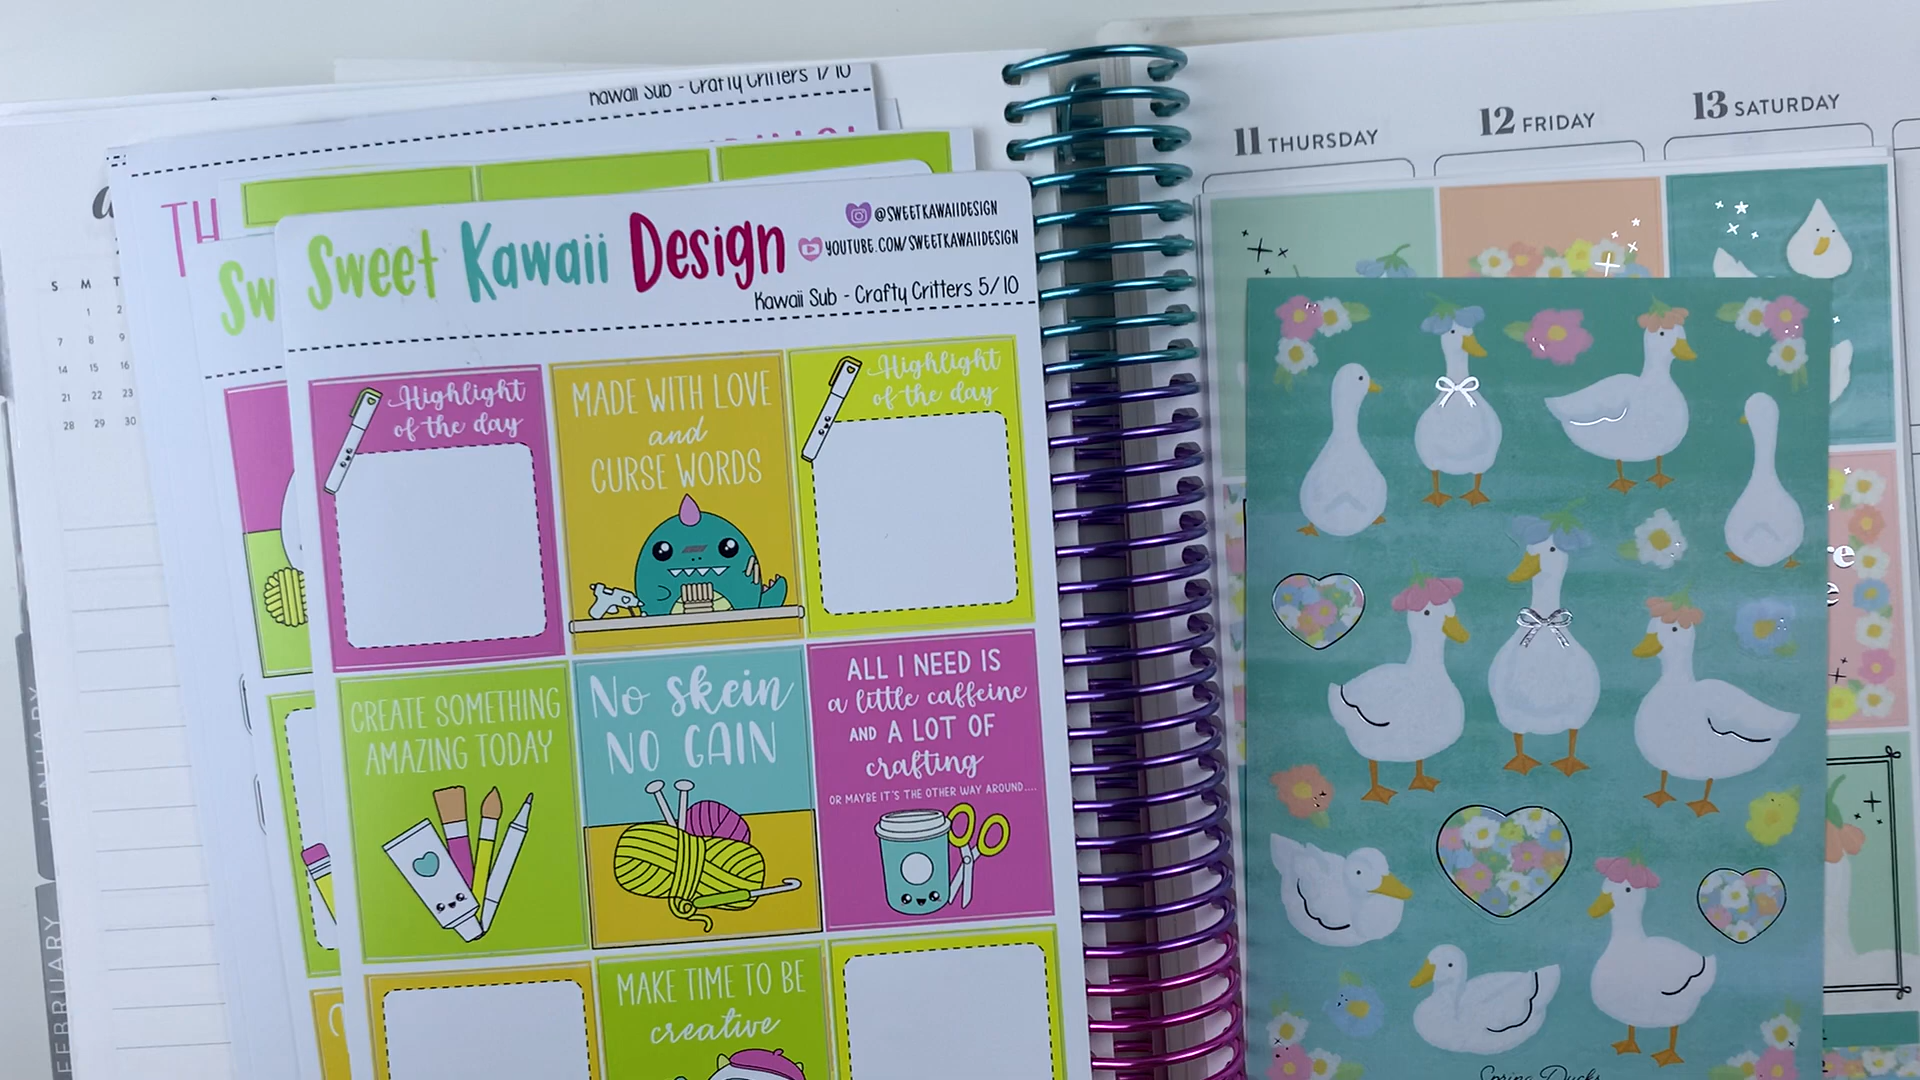 Kawaii Sub - Crafty Critters 1/10
TH
Sw
Sweet Kawaii Design
@SWEETKAWAIIDESIGN
YOUTUBE.COM/SWEETKAWAIIDESIGN
Kawaii Sub - Crafty Critters 5/10
Highlight
of the day
MADE WITH LOVE
and
CURSE WORDS
Highlight
of the day
CREATE SOMETHING
AMAZING TODAY
No skein
NO GAIN
ALL I NEED IS
a little caffeine
AND A LOT OF
crafting
OR MAYBE IT'S THE OTHER WAY AROUND....
MAKE TIME TO BE
creative
S M T
1 2
7 8 9
14 15 16
21 22 23
28 29 30
JANUARY
FEBRUARY
11 THURSDAY
12 FRIDAY
13 SATURDAY
Spring Ducks